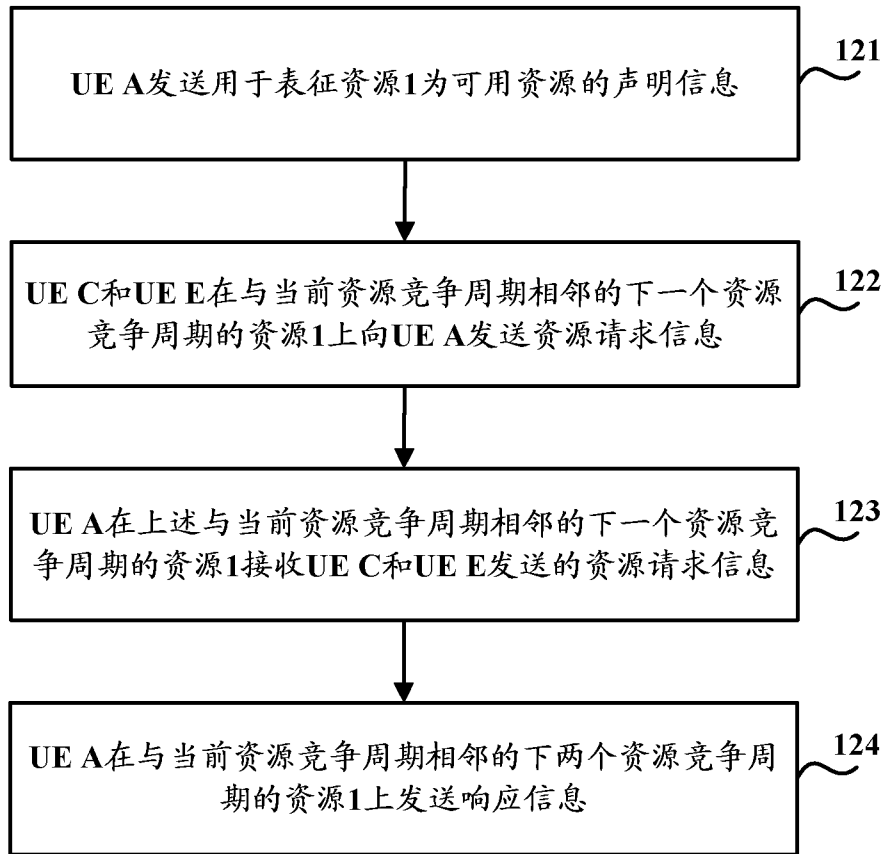 UE A发送用于表征资源1为可用资源的声明信息
121
UE C和UE E在与当前资源竞争周期相邻的下一个资源
竞争周期的资源1上向UE A发送资源请求信息
122
UE A在上述与当前资源竞争周期相邻的下一个资源竞
争周期的资源1接收UE C和UE E发送的资源请求信息
123
UE A在与当前资源竞争周期相邻的下两个资源竞争周
期的资源1上发送响应信息
124